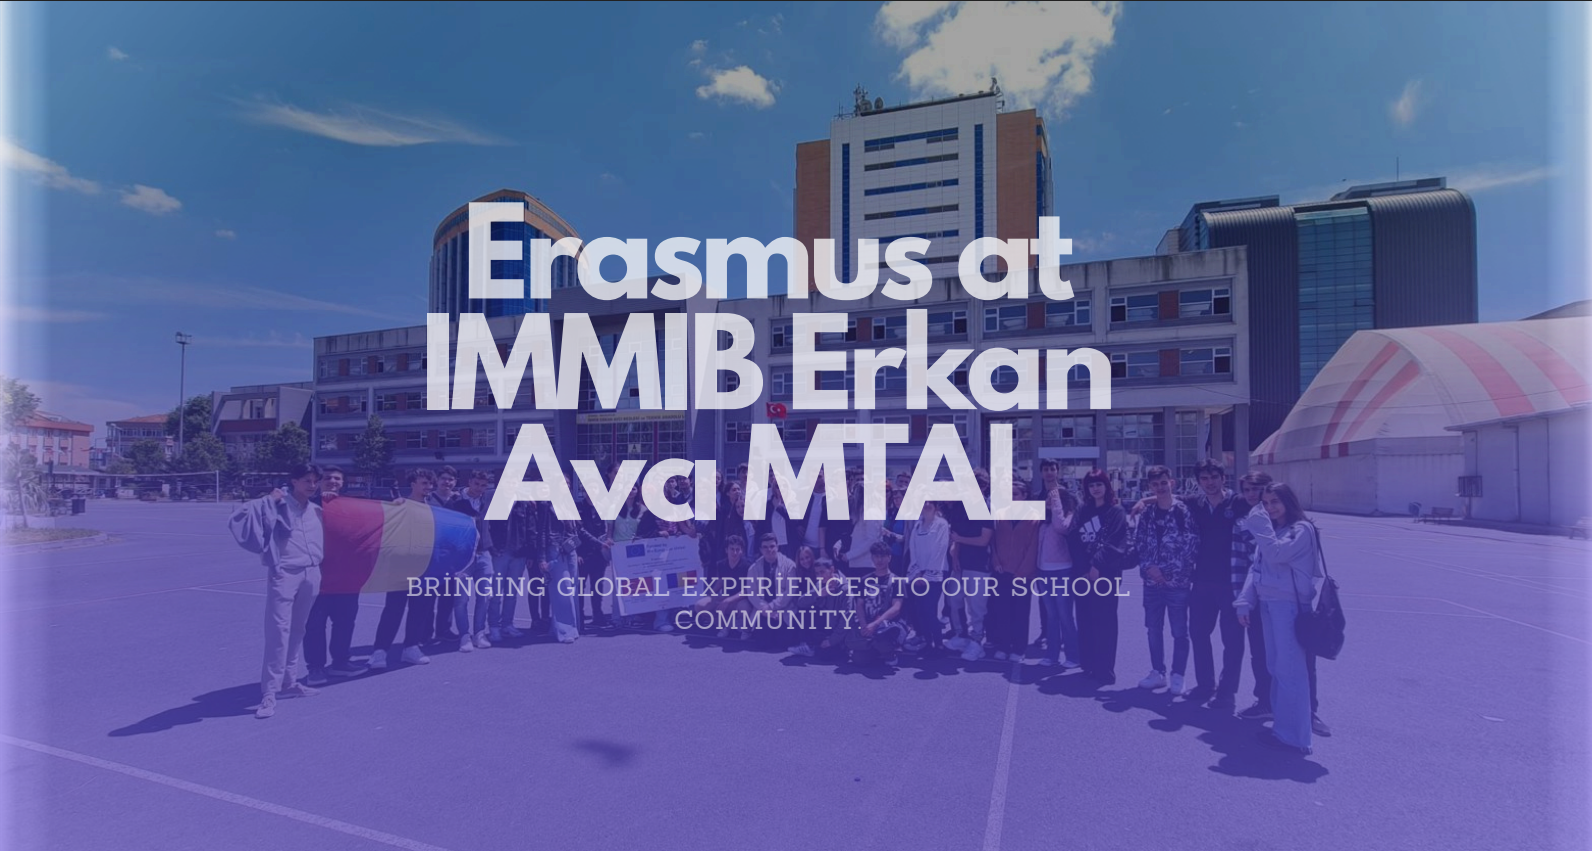 Erasmus at
IMMIB Erkan
Avcı MTAL
BRİNGİNG GLOBAL EXPERİENCES TO OUR SCHOOL
COMMUNİTY.